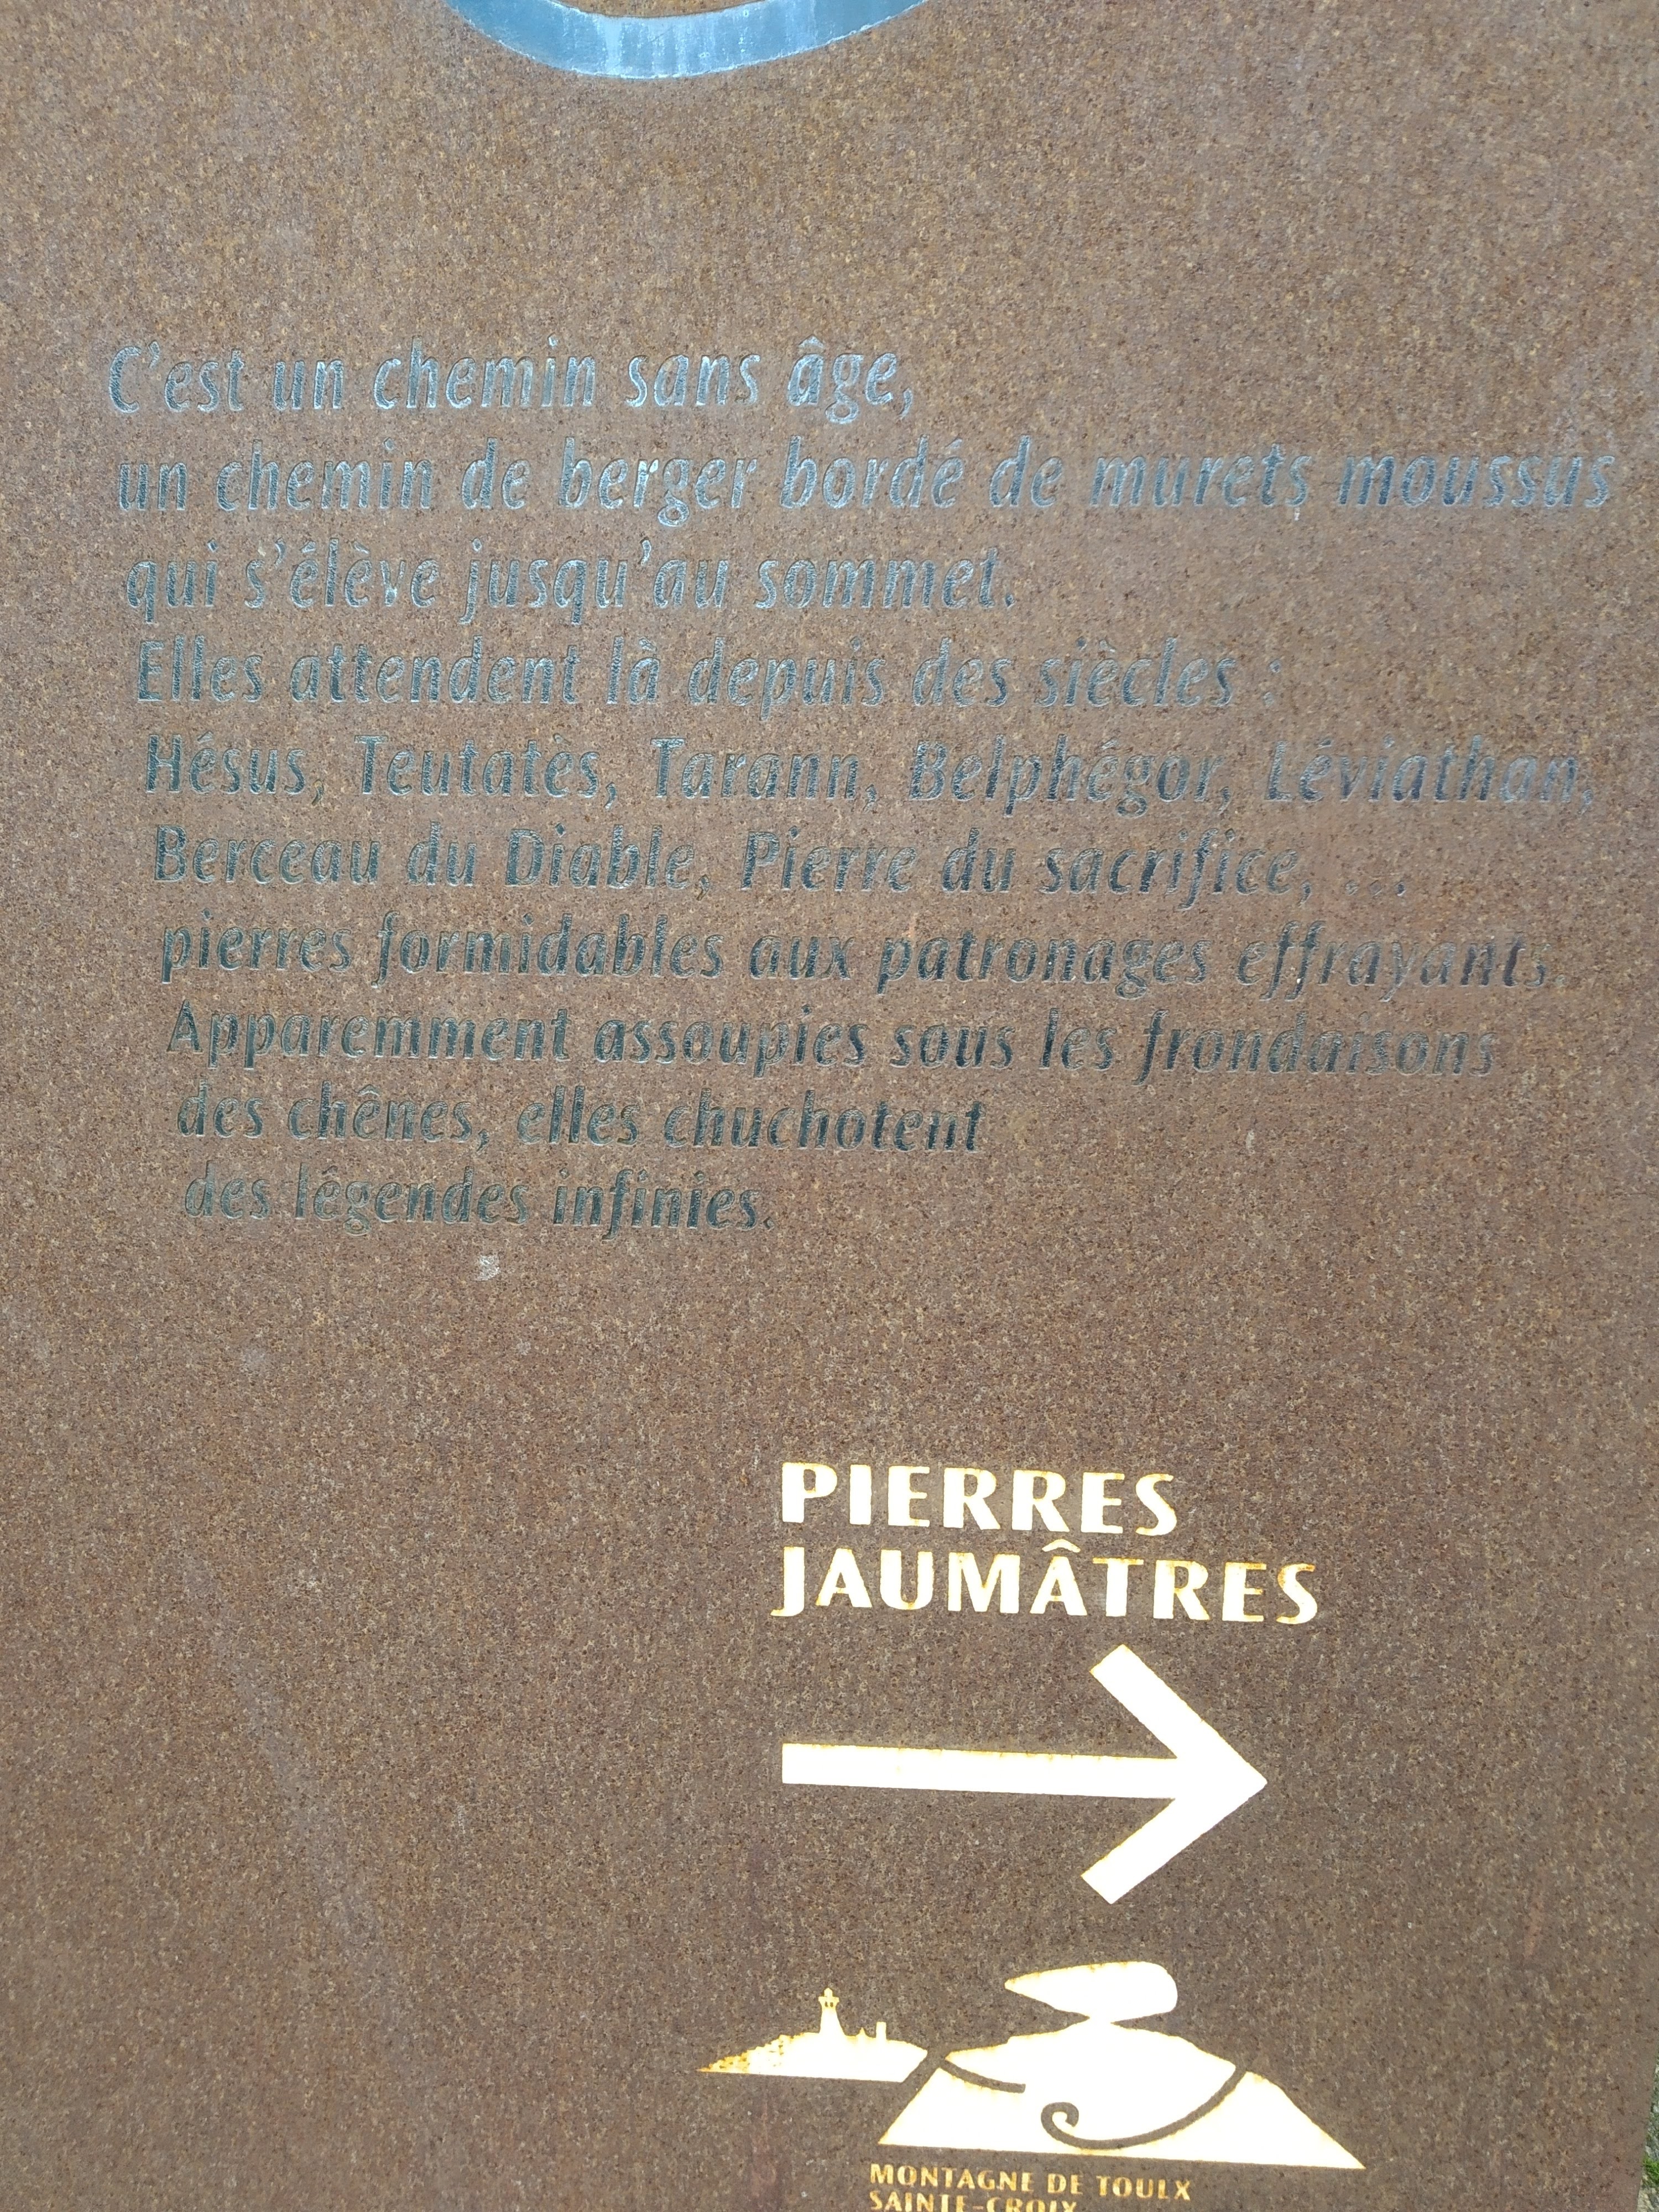 C'est un chemin sans âge,
un chemin de berger bordé de murets moussus
qui s'élève jusqu'au sommet.
Elles attendent là depuis des siècles :
Hésus, Teutatès, Tarann, Belphégor, Léviathan,
Berceau du Diable, Pierre du sacrifice, ...
pierres formidables aux patronages effrayants.
Apparemment assoupies sous les frondaisons
des chênes, elles chuchotent
des légendes infinies.
PIERRES
JAUMÂTRES
MONTAGNE DE TOULX
SAINTE-CROIX